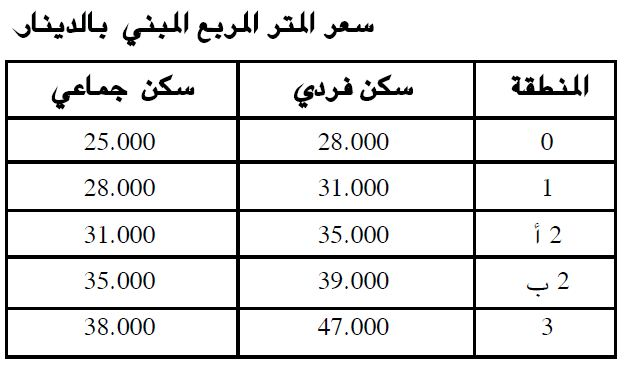 سعر المتر المربع المبني بالدينار
المنطقة سكن فردي سكن جماعي
0 28.000 25.000
1 31.000 28.000
2 أ 35.000 31.000
2 ب 39.000 35.000
3 47.000 38.000